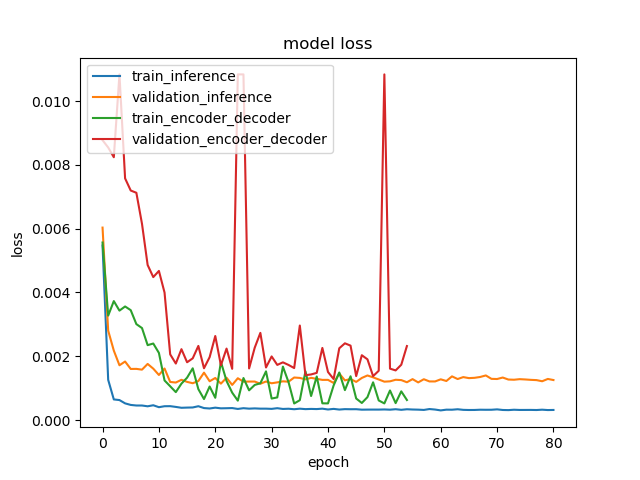 model loss
train_inference
validation_inference
train_encoder_decoder
validation_encoder_decoder
loss
0.010
0.008
0.006
0.004
0.002
0.000
0 10 20 30 40 50 60 70 80
epoch